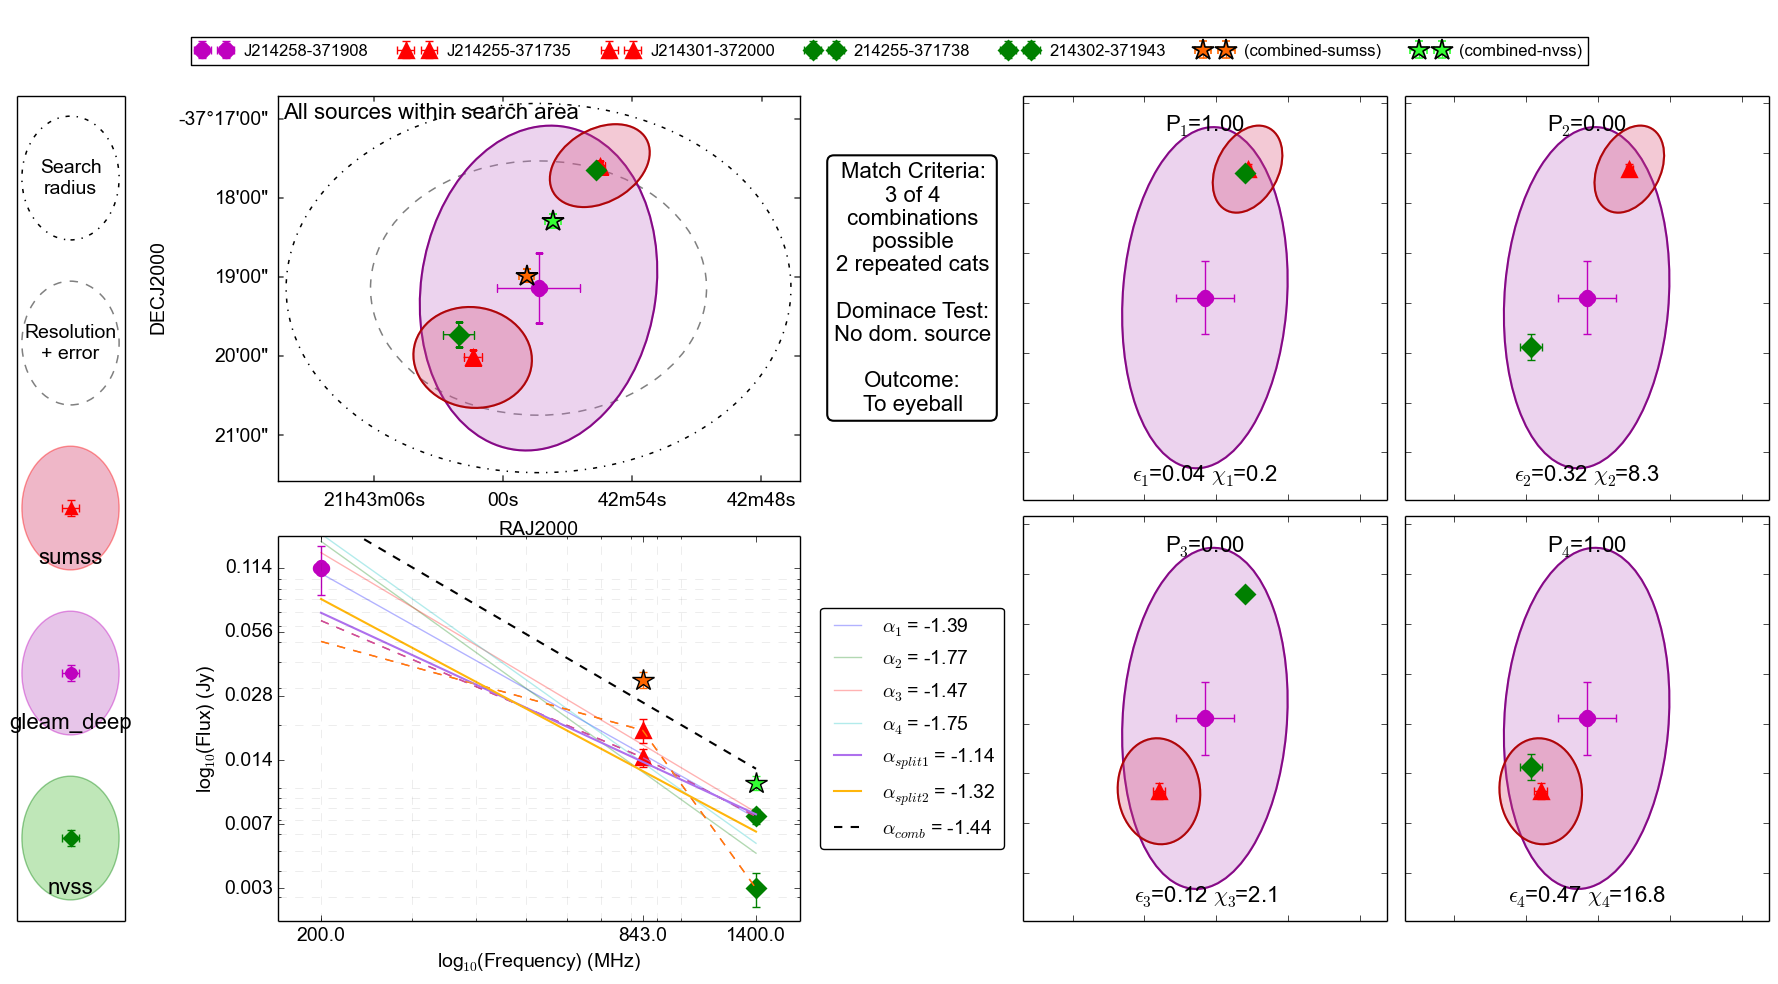 J214258-371908 J214255-371735 J214301-372000 214255-371738 214302-371943 (combined-sumss) (combined-nvss)
Search
radius
Resolution
+ error
sumss
gleam_deep
nvss
All sources within search area
DECJ2000
-37°17'00"
18'00"
19'00"
20'00"
21'00"
21h43m06s 00s 42m54s 42m48s
RAJ2000
Match Criteria:
3 of 4
combinations
possible
2 repeated cats
Dominace Test:
No dom. source
Outcome:
To eyeball
log₁₀(Flux) (Jy)
0.114
0.056
0.028
0.014
0.007
0.003
200.0 843.0 1400.0
log₁₀(Frequency) (MHz)
α₁ = -1.39
α₂ = -1.77
α₃ = -1.47
α₄ = -1.75
αsplit1 = -1.14
αsplit2 = -1.32
αcomb = -1.44
P₁=1.00
ϵ₁=0.04 χ₁=0.2
P₂=0.00
ϵ₂=0.32 χ₂=8.3
P₃=0.00
ϵ₃=0.12 χ₃=2.1
P₄=1.00
ϵ₄=0.47 χ₄=16.8